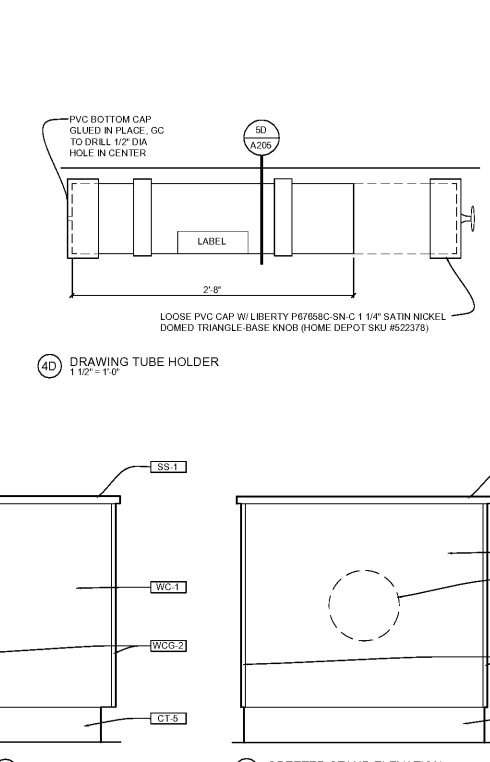 PVC BOTTOM CAP
GLUED IN PLACE, GC
TO DRILL 1/2" DIA
HOLE IN CENTER
5D
A205
LABEL
2'-8"
LOOSE PVC CAP W/ LIBERTY P67658C-SN-C 1 1/4" SATIN NICKEL
DOMED TRIANGLE-BASE KNOB (HOME DEPOT SKU #522378)
4D
DRAWING TUBE HOLDER
1 1/2" = 1'-0"
SS-1
WC-1
WCG-2
CT-5